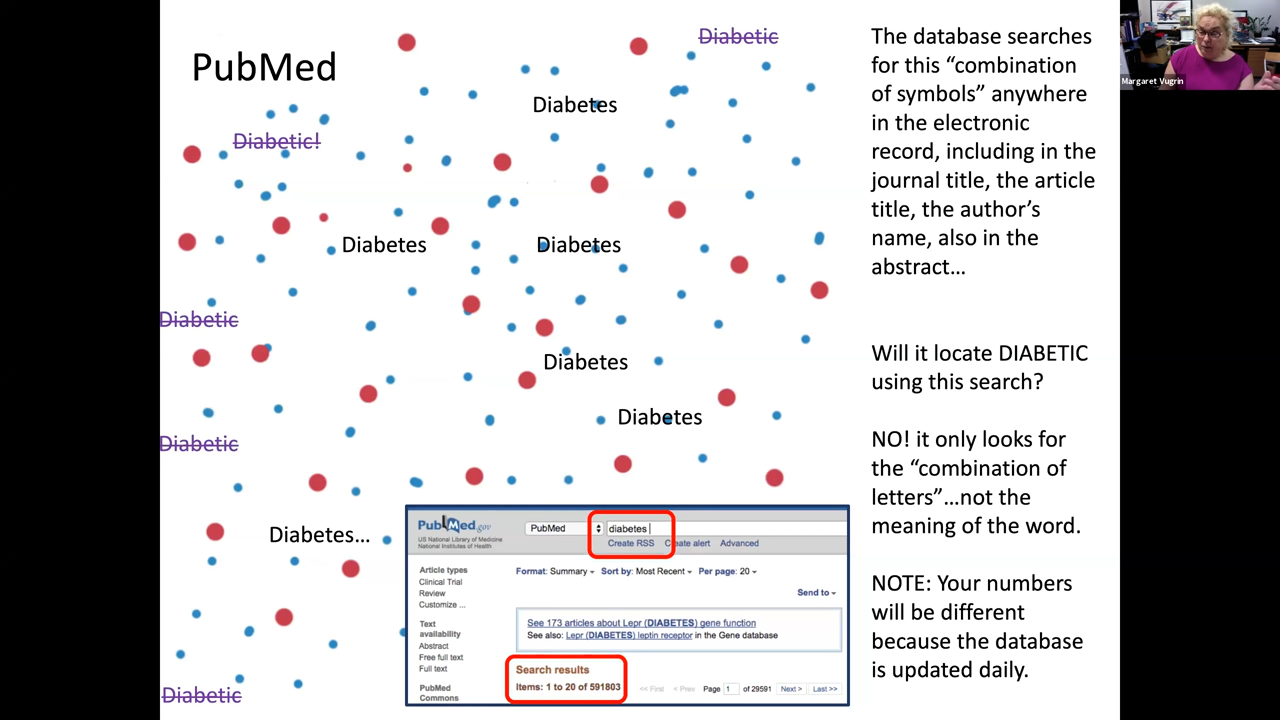 PubMed
Diabetic
Diabetes
Diabetic!
Diabetes
Diabetes
Diabetic
Diabetes
Diabetes
Diabetic
Diabetes...
Diabetic
The database searches
for this “combination
of symbols” anywhere
in the electronic
record, including in the
journal title, the article
title, the author’s
name, also in the
abstract…
Will it locate DIABETIC
using this search?
NO! it only looks for
the “combination of
letters”…not the
meaning of the word.
NOTE: Your numbers
will be different
because the database
is updated daily.
Margaret Vugrin
PubMed.gov
US National Library of Medicine
National Institutes of Health
PubMed
diabetes
Create RSS Create alert Advanced
Article types
Clinical Trial
Review
Customize ...
Text
availability
Abstract
Free full text
Full text
PubMed
Commons
Format: Summary Sort by: Most Recent Per page: 20
Send to
See 173 articles about Lepr (DIABETES) gene function
See also: Lepr (DIABETES) leptin receptor in the Gene database
Search results
Items: 1 to 20 of 591803
<< First < Prev Page 1 of 29591 Next > Last >>